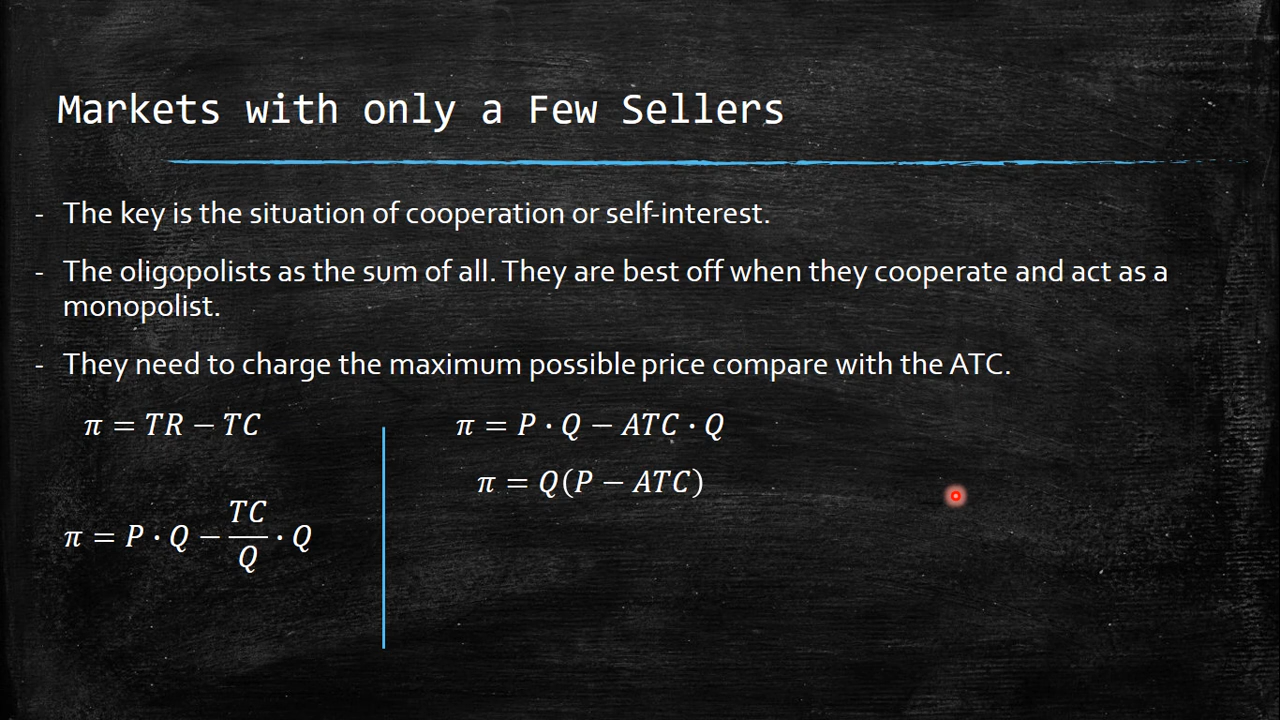 Markets with only a Few Sellers
- The key is the situation of cooperation or self-interest.
- The oligopolists as the sum of all. They are best off when they cooperate and act as a
monopolist.
- They need to charge the maximum possible price compare with the ATC.
π = TR − TC
π = P · Q − TC/Q · Q
π = P · Q − ATC · Q
π = Q(P − ATC)